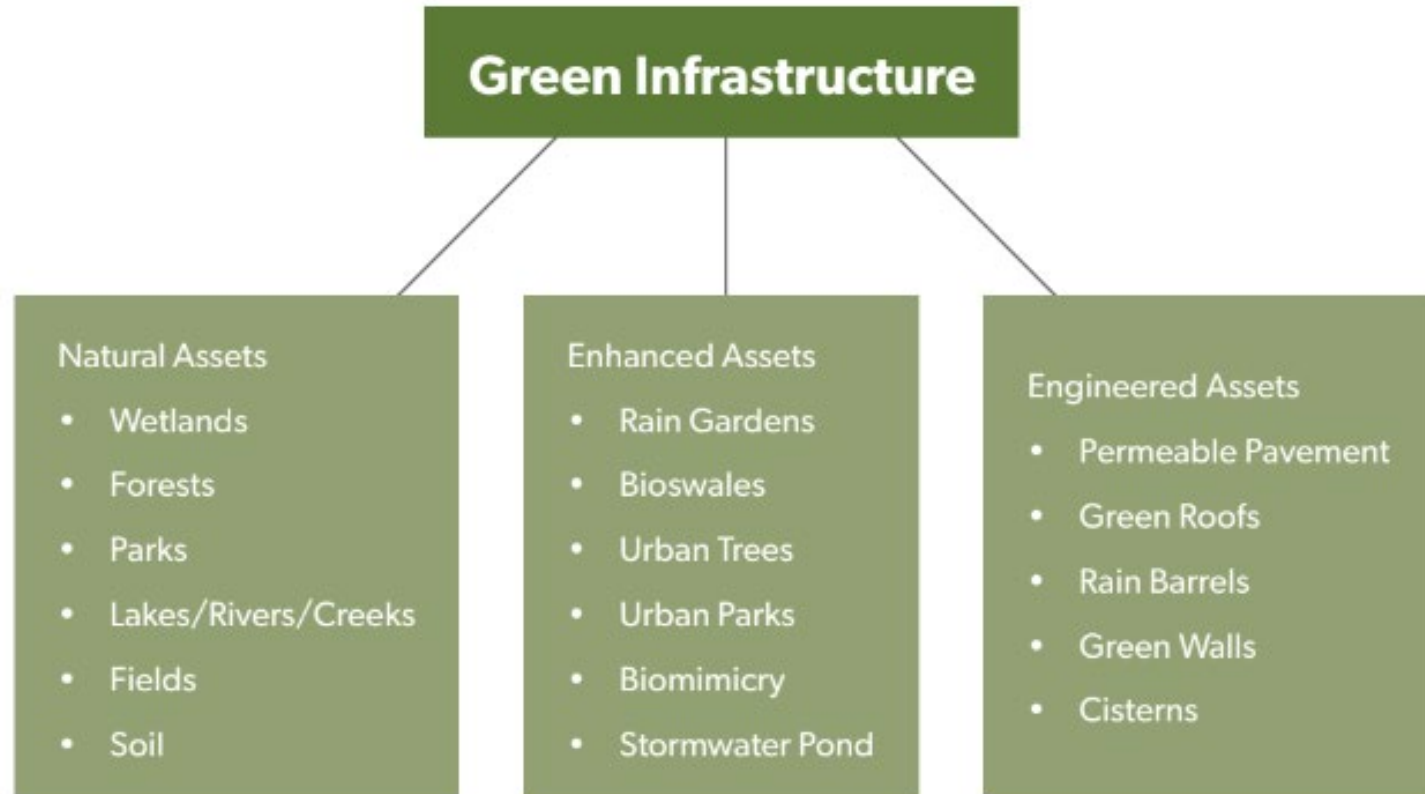 Green Infrastructure
Natural Assets
• Wetlands
• Forests
• Parks
• Lakes/Rivers/Creeks
• Fields
• Soil
Enhanced Assets
• Rain Gardens
• Bioswales
• Urban Trees
• Urban Parks
• Biomimicry
• Stormwater Pond
Engineered Assets
• Permeable Pavement
• Green Roofs
• Rain Barrels
• Green Walls
• Cisterns